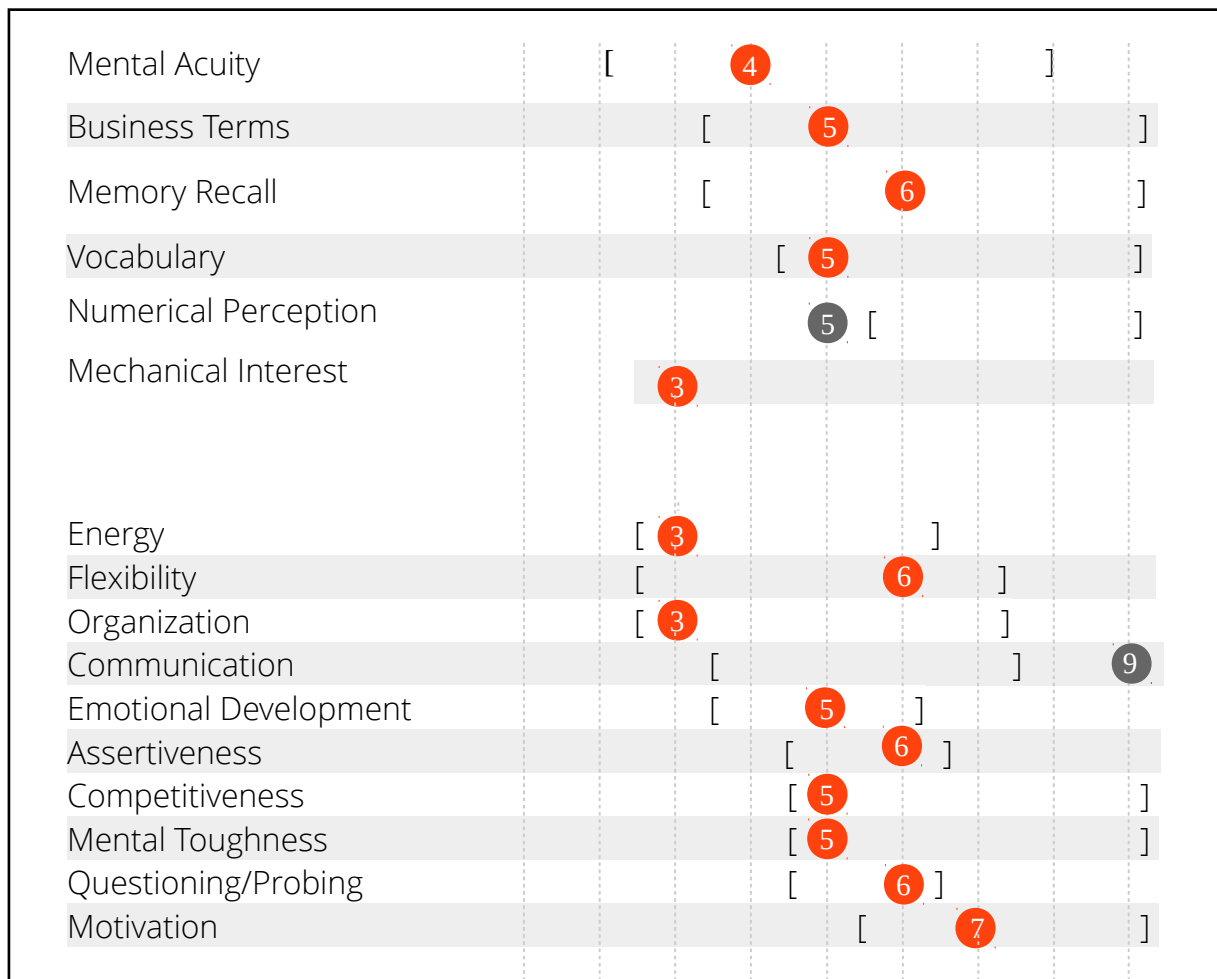 Mental Acuity [ 4 ]
Business Terms [ 5 ]
Memory Recall [ 6 ]
Vocabulary [ 5 ]
Numerical Perception 5 [ ]
Mechanical Interest 3
Energy [ 3 ]
Flexibility [ 6 ]
Organization [ 3 ]
Communication [ ] 9
Emotional Development [ 5 ]
Assertiveness [ 6 ]
Competitiveness [ 5 ]
Mental Toughness [ 5 ]
Questioning/Probing [ 6 ]
Motivation [ 7 ]